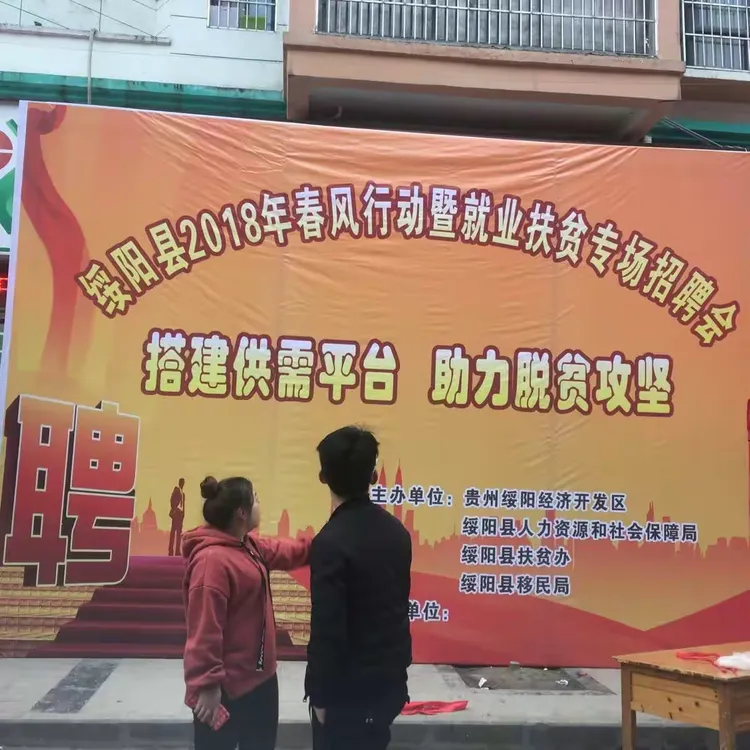 绥阳县2018年春风行动暨就业扶贫专场招聘会
搭建供需平台 助力脱贫攻坚
聘
主办单位：贵州绥阳经济开发区
绥阳县人力资源和社会保障局
绥阳县扶贫办
绥阳县移民局
单位：